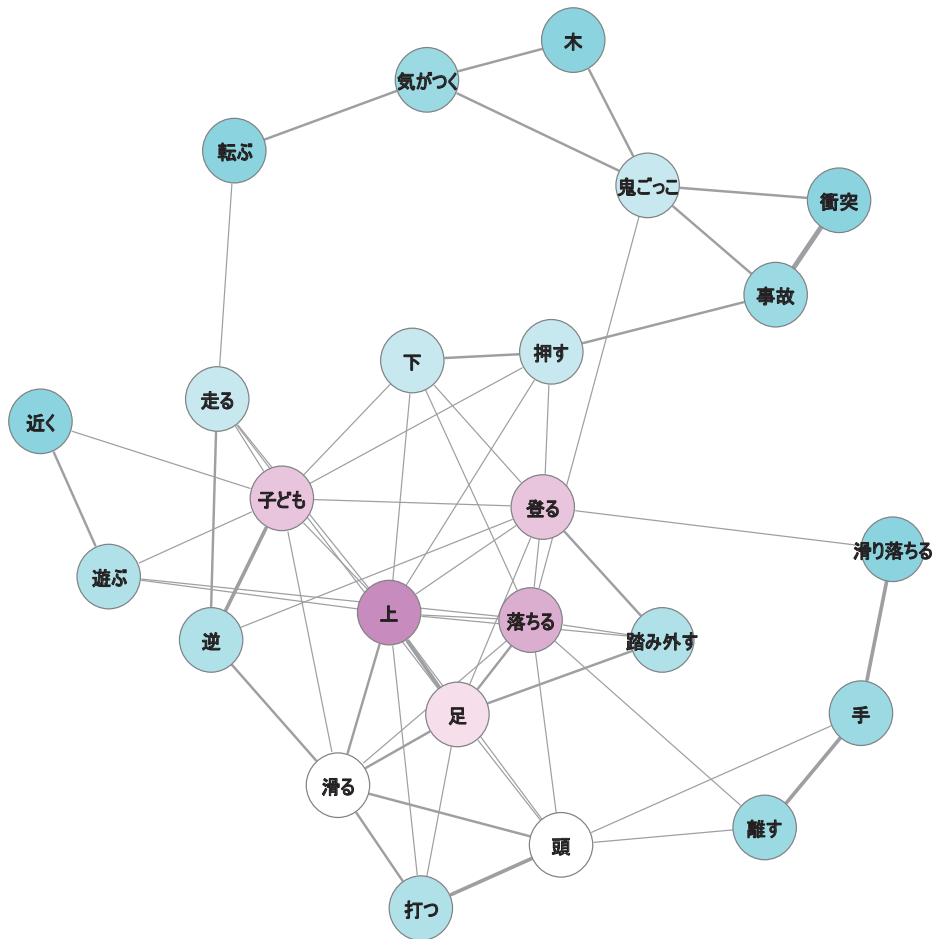 木
気がつく
転ぶ
鬼ごっこ
衝突
事故
下
押す
走る
近く
子ども
登る
滑り落ちる
遊ぶ
上
落ちる
逆
踏み外す
足
手
滑る
離す
頭
打つ